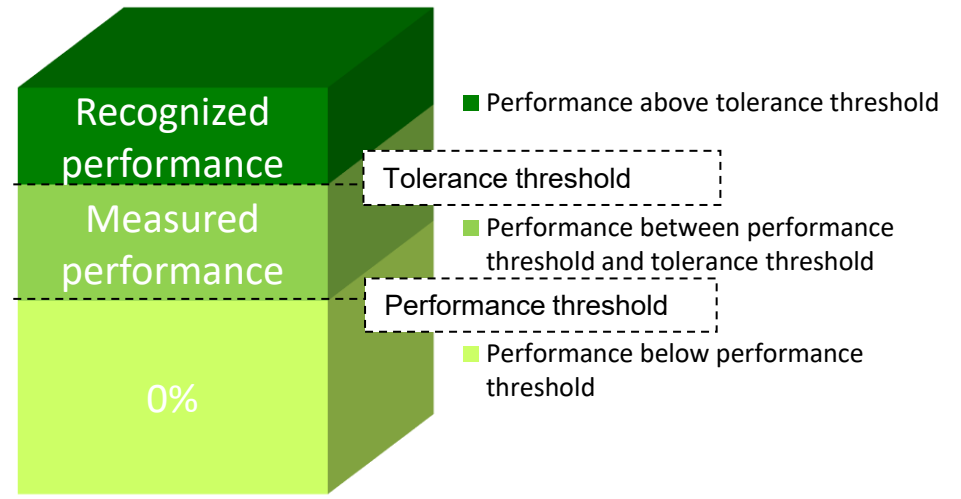 Recognized
performance
Performance above tolerance threshold
Tolerance threshold
Measured
performance
Performance between performance
threshold and tolerance threshold
Performance threshold
Performance below performance
threshold
0%